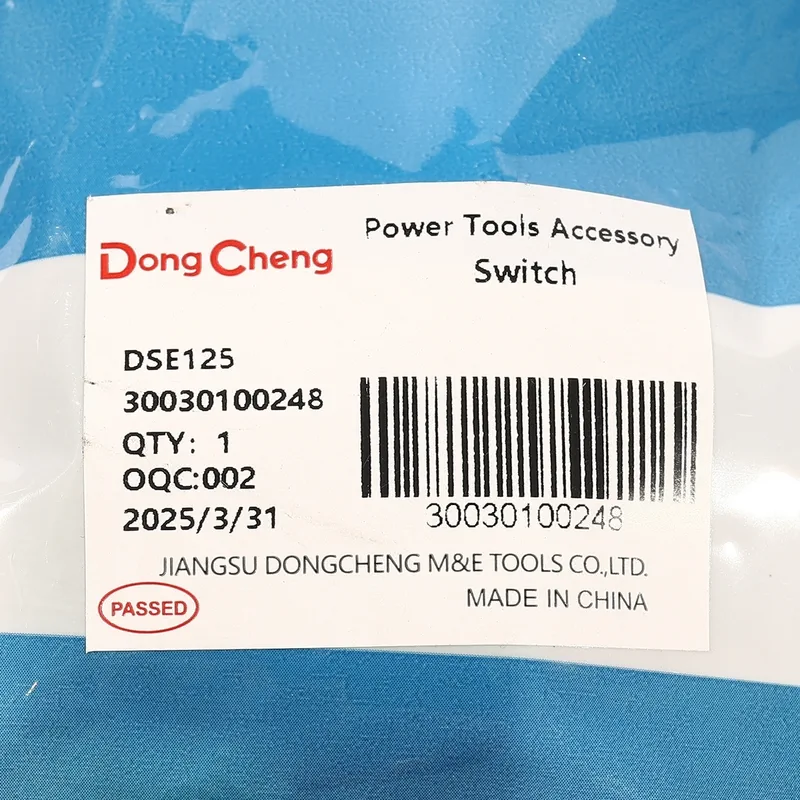 Dong Cheng
Power Tools Accessory
Switch
DSE125
30030100248
QTY: 1
OQC:002
2025/3/31
30030100248
JIANGSU DONGCHENG M&E TOOLS CO.,LTD.
PASSED
MADE IN CHINA